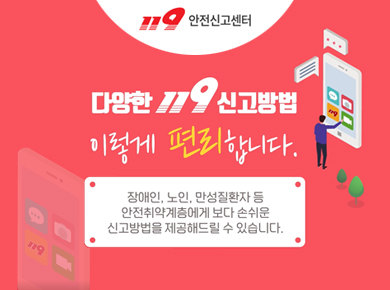 119 안전신고센터
다양한 119 신고방법
이렇게 편리합니다.
장애인, 노인, 만성질환자 등
안전취약계층에게 보다 손쉬운
신고방법을 제공해드릴 수 있습니다.
119
119